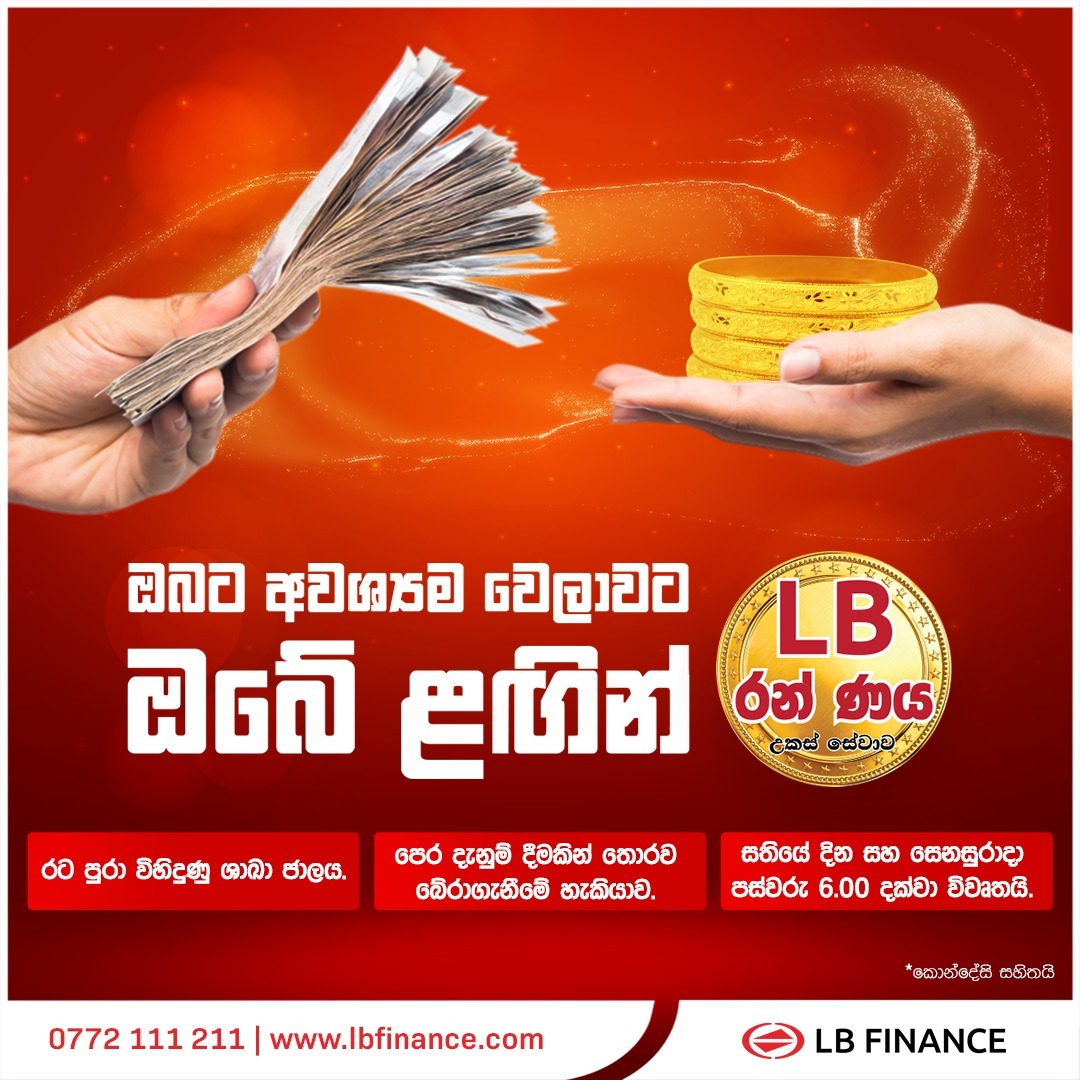 ඔබට අවශ්‍යම වෙලාවට
ඔබේ ළඟින්
LB
රන් ණය
උකස් සේවාව
රට පුරා විහිදුණු ශාඛා ජාලය.
පෙර දැනුම් දීමකින් තොරව
බේරාගැනීමේ හැකියාව.
සතියේ දින සහ සෙනසුරාදා
පස්වරු 6.00 දක්වා විවෘතයි.
*කොන්දේසි සහිතයි
0772 111 211 | www.lbfinance.com
LB FINANCE